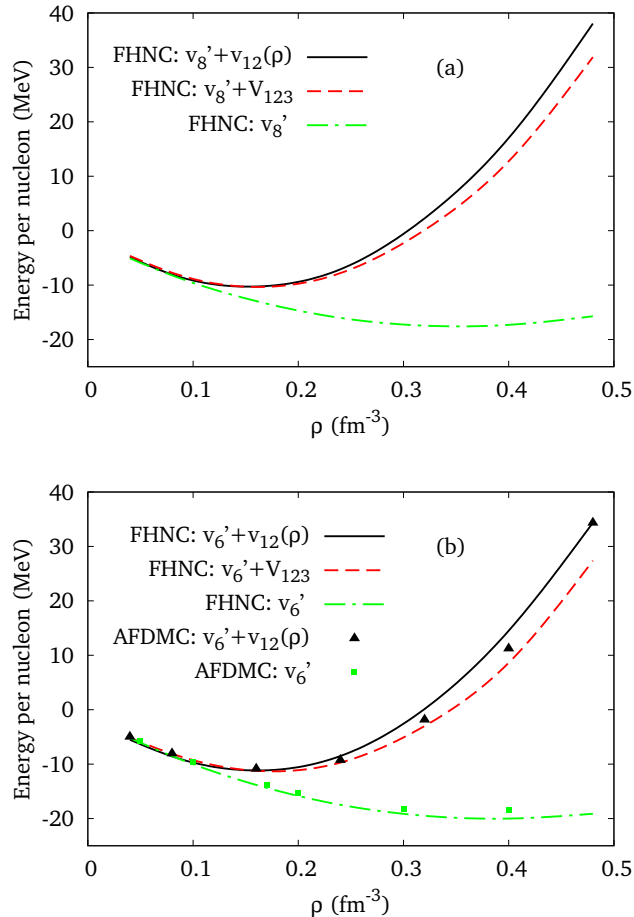 40
30
20
10
0
-10
-20
Energy per nucleon (MeV)
FHNC: v₈'+v₁₂(ρ)
FHNC: v₈'+V₁₂₃
FHNC: v₈'
(a)
0
0.1
0.2
0.3
0.4
0.5
ρ (fm⁻³)
40
30
20
10
0
-10
-20
Energy per nucleon (MeV)
FHNC: v₆'+v₁₂(ρ)
FHNC: v₆'+V₁₂₃
FHNC: v₆'
AFDMC: v₆'+v₁₂(ρ)
AFDMC: v₆'
(b)
0
0.1
0.2
0.3
0.4
0.5
ρ (fm⁻³)